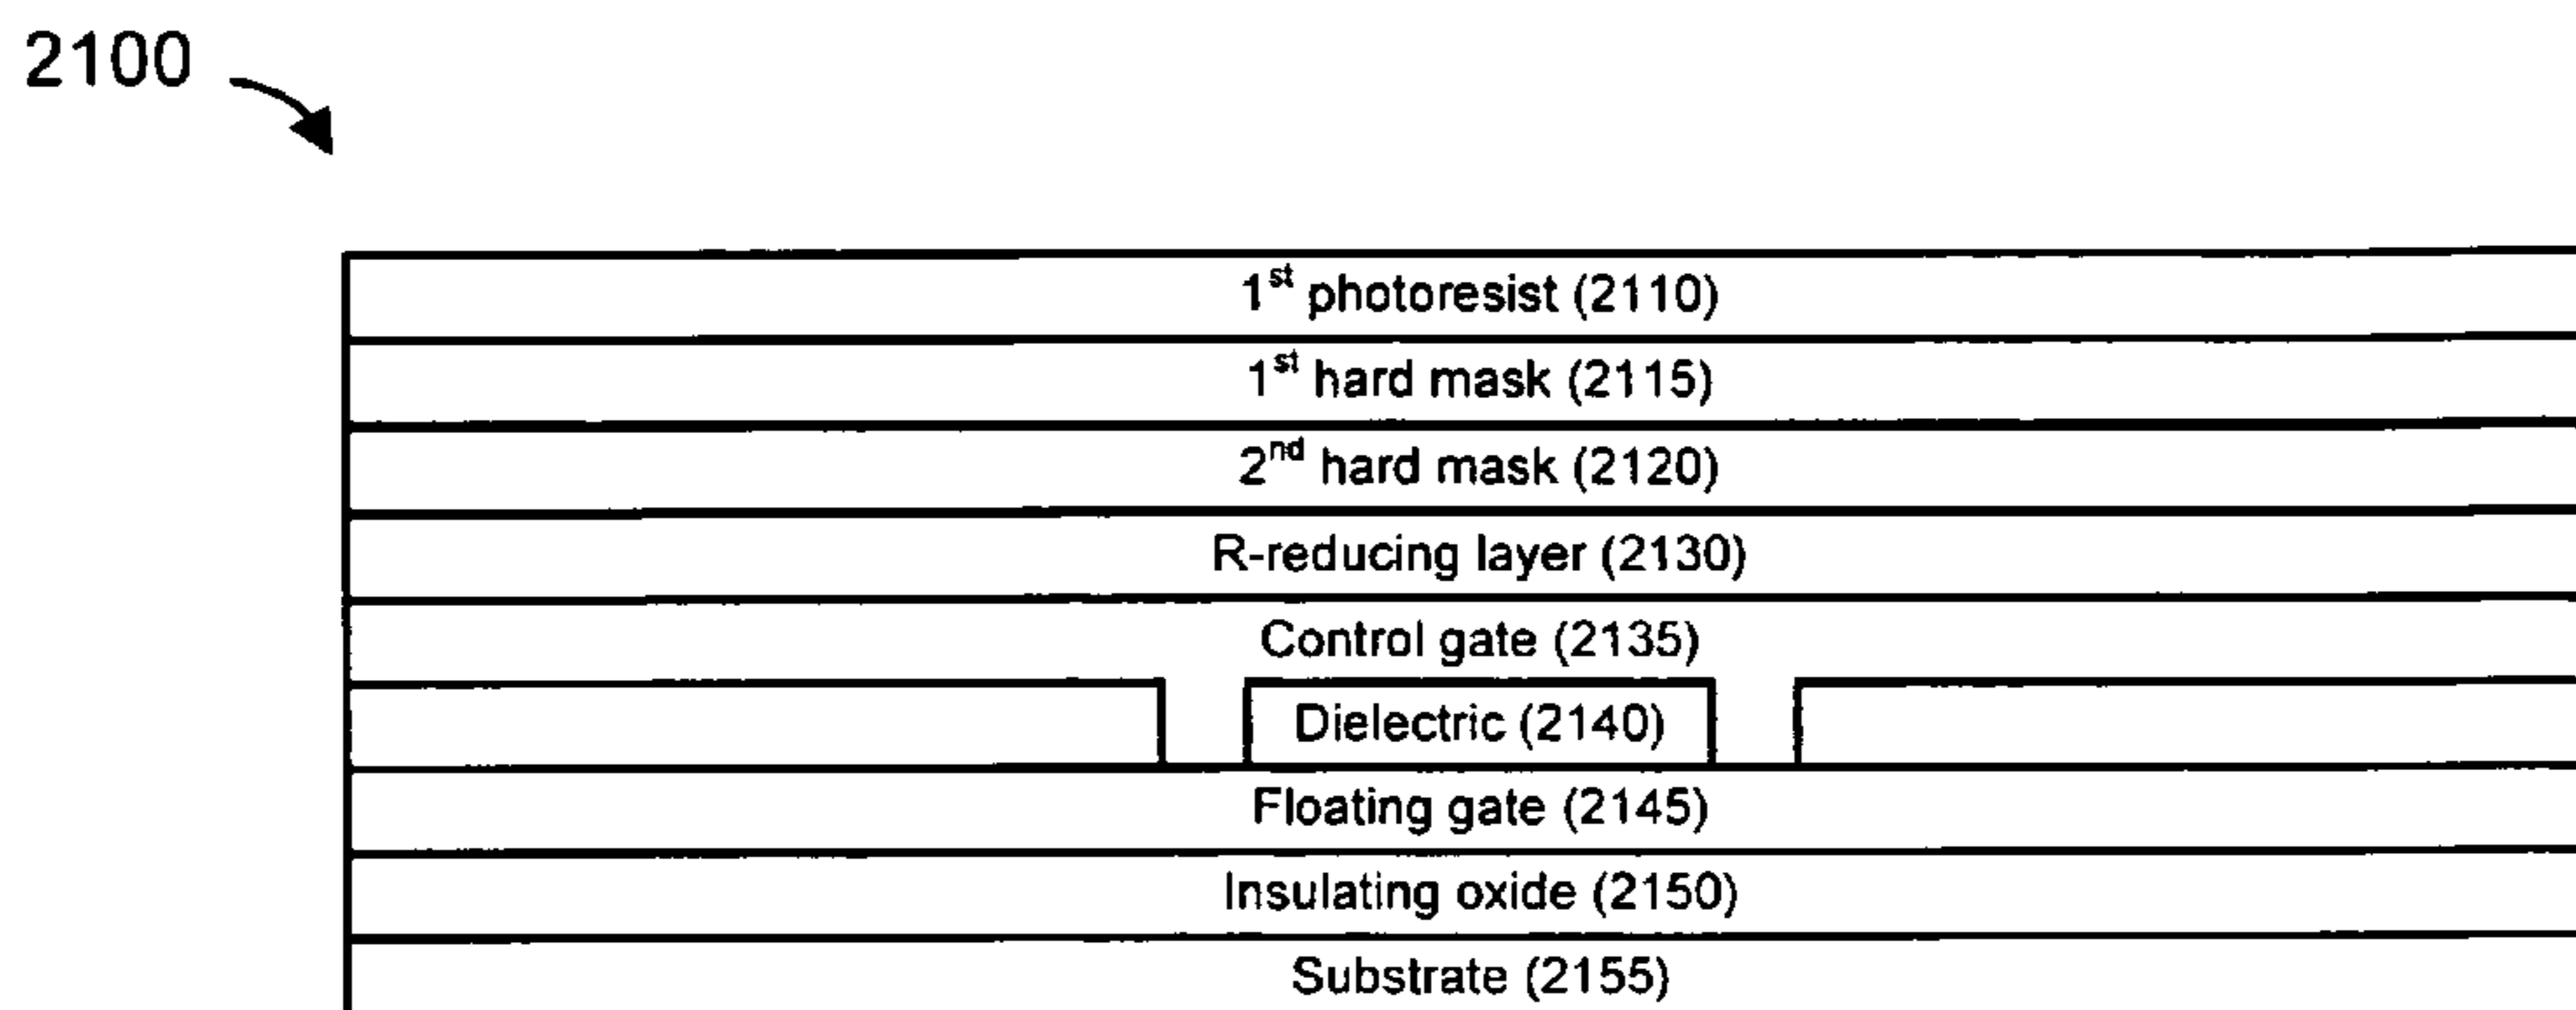 2100
1st photoresist (2110)
1st hard mask (2115)
2nd hard mask (2120)
R-reducing layer (2130)
Control gate (2135)
Dielectric (2140)
Floating gate (2145)
Insulating oxide (2150)
Substrate (2155)